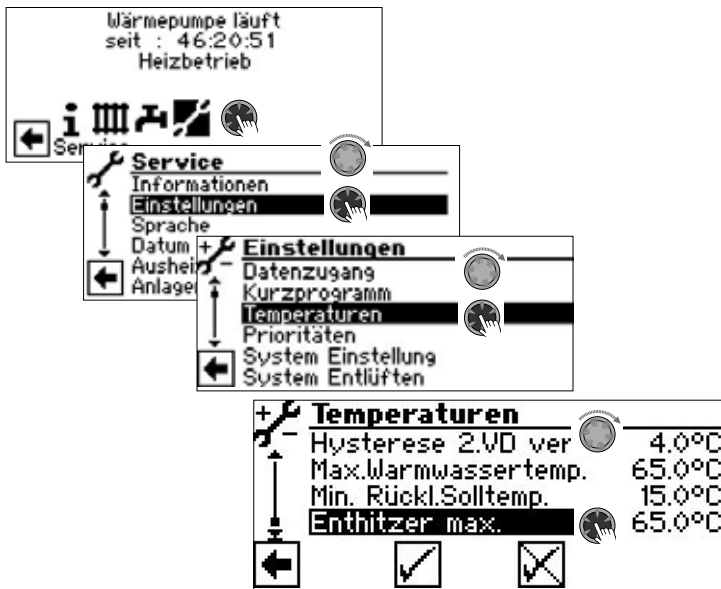 Wärmepumpe läuft
seit : 46:20:51
Heizbetrieb
Service
Informationen
Einstellungen
Sprache
Datum
Anlage
Einstellungen
Datenzugang
Kurzprogramm
Temperaturen
Prioritäten
System Einstellung
System Entlüften
Temperaturen
Hysterese 2.VD ver 4.0°C
Max.Warmwassertemp. 65.0°C
Min. Rückl.Solltemp. 15.0°C
Enthitzer max. 65.0°C